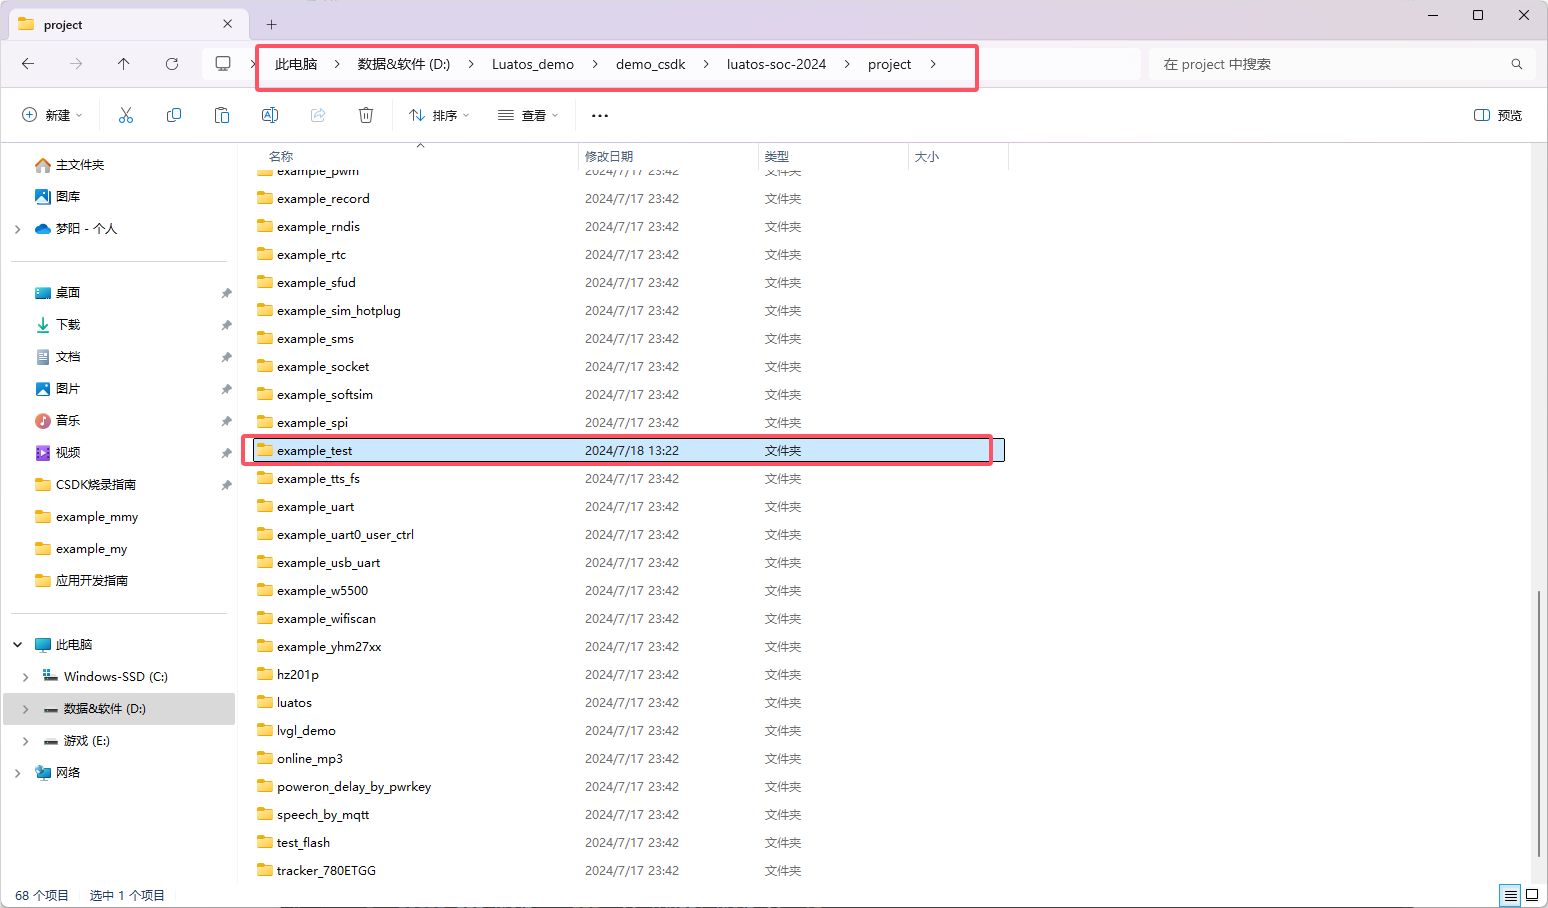 project
此电脑 > 数据&软件 (D:) > Luatos_demo > demo_csdk > luatos-soc-2024 > project >
在 project 中搜索
新建
排序
查看
预览
主文件夹
图库
梦阳 - 个人
桌面
下载
文档
图片
音乐
视频
CSDK烧录指南
example_mmy
example_my
应用开发指南
此电脑
Windows-SSD (C:)
数据&软件 (D:)
游戏 (E:)
网络
名称 修改日期 类型 大小
example_pwm 2024/7/17 23:42 文件夹
example_record 2024/7/17 23:42 文件夹
example_rndis 2024/7/17 23:42 文件夹
example_rtc 2024/7/17 23:42 文件夹
example_sfud 2024/7/17 23:42 文件夹
example_sim_hotplug 2024/7/17 23:42 文件夹
example_sms 2024/7/17 23:42 文件夹
example_socket 2024/7/17 23:42 文件夹
example_softsim 2024/7/17 23:42 文件夹
example_spi 2024/7/17 23:42 文件夹
example_test 2024/7/18 13:22 文件夹
example_tts_fs 2024/7/17 23:42 文件夹
example_uart 2024/7/17 23:42 文件夹
example_uart0_user_ctrl 2024/7/17 23:42 文件夹
example_usb_uart 2024/7/17 23:42 文件夹
example_w5500 2024/7/17 23:42 文件夹
example_wifiscan 2024/7/17 23:42 文件夹
example_yhm27xx 2024/7/17 23:42 文件夹
hz201p 2024/7/17 23:42 文件夹
luatos 2024/7/17 23:42 文件夹
lvgl_demo 2024/7/17 23:42 文件夹
online_mp3 2024/7/17 23:42 文件夹
poweron_delay_by_pwrkey 2024/7/17 23:42 文件夹
speech_by_mqtt 2024/7/17 23:42 文件夹
test_flash 2024/7/17 23:42 文件夹
tracker_780ETGG 2024/7/17 23:42 文件夹
68 个项目 选中 1 个项目